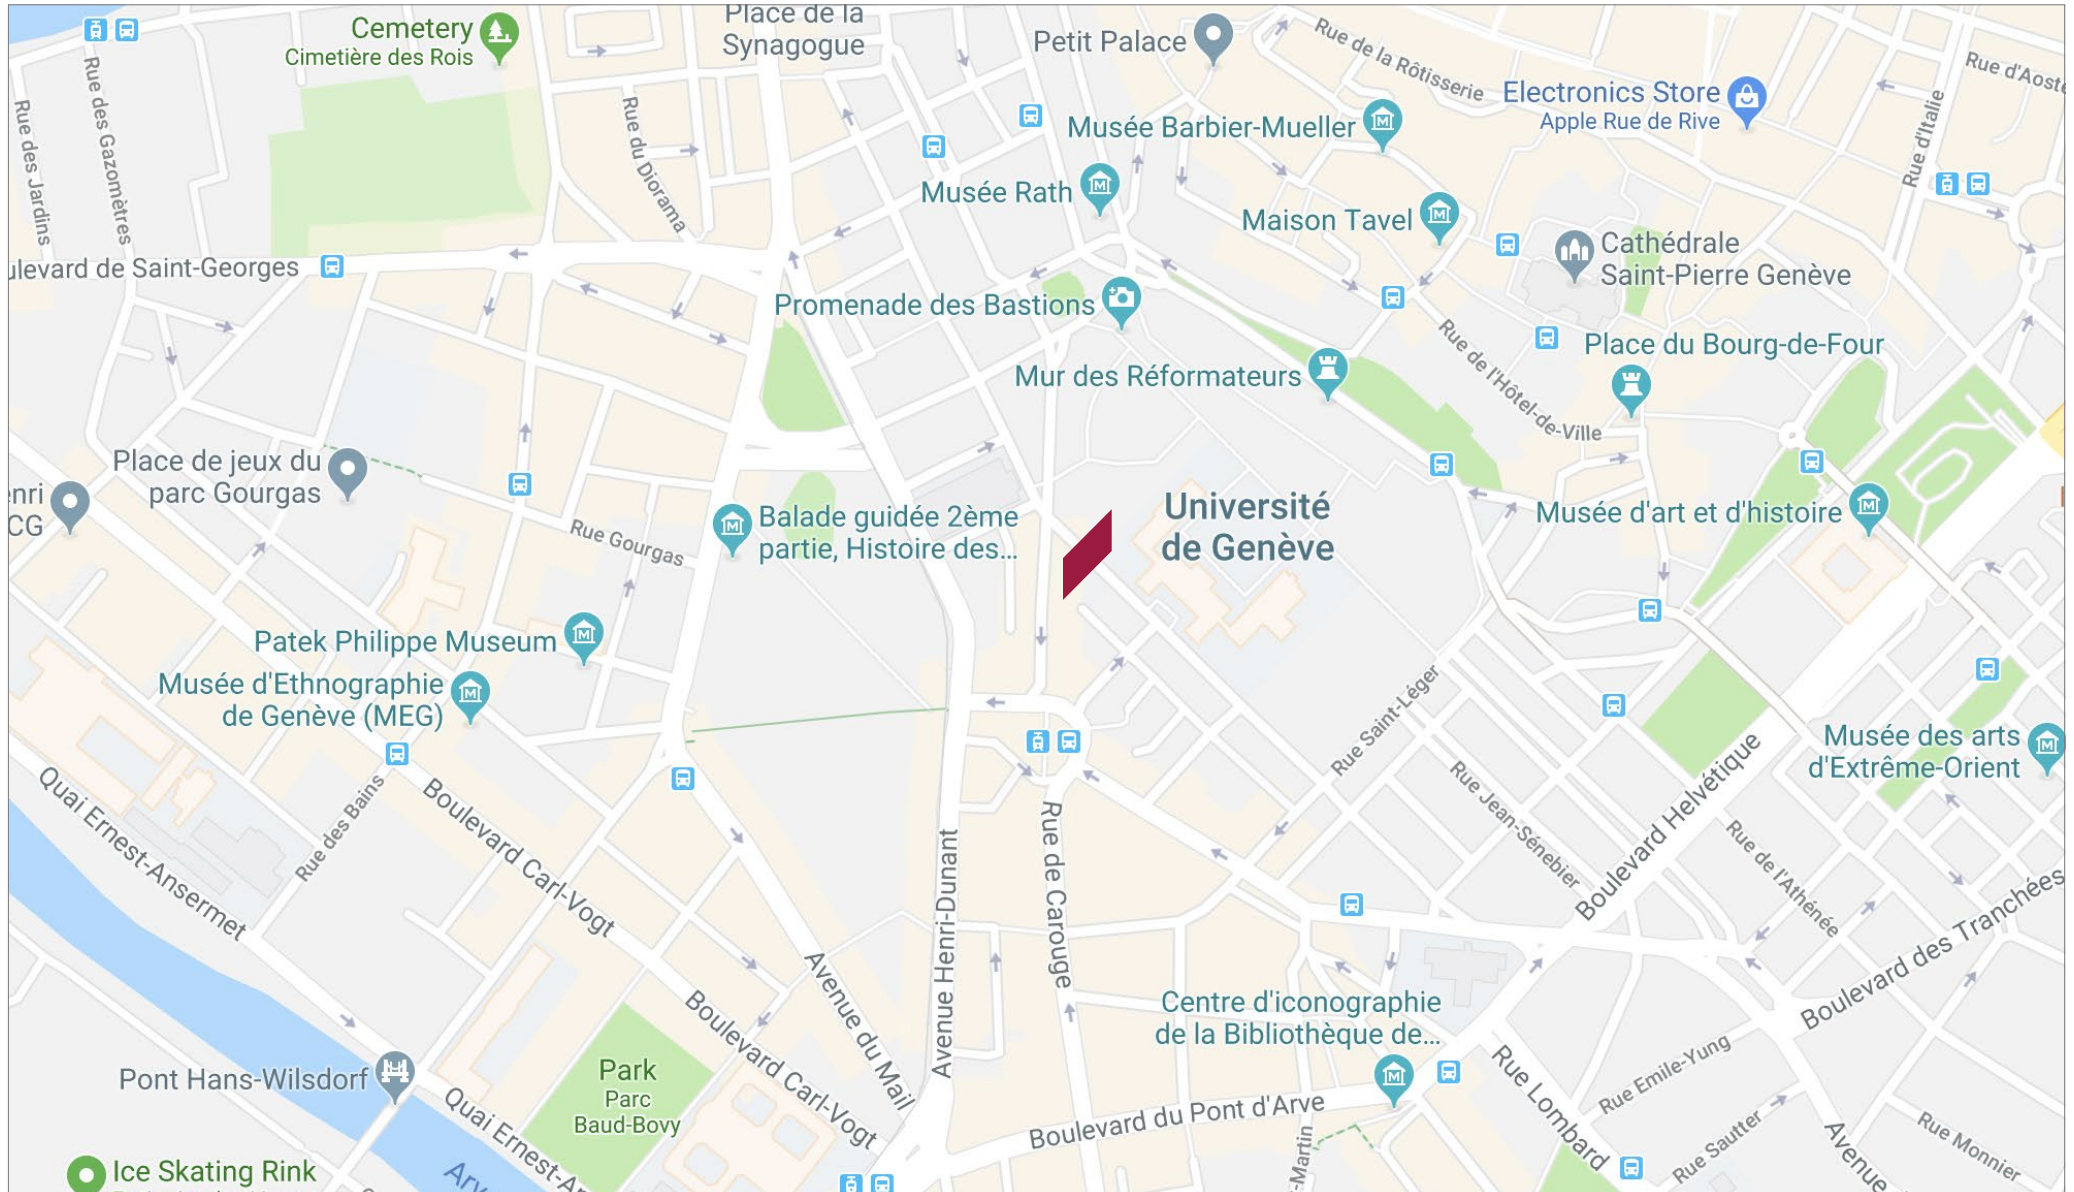 Cemetery
Cimetière des Rois
Place de la
Synagogue
Petit Palace
Rue de la Rôtisserie
Electronics Store
Apple Rue de Rive
Rue d'Italie
Rue d'Aoste
Rue des Jardins
Rue des Gazomètres
Rue du Diorama
Musée Barbier-Mueller
Musée Rath
Maison Tavel
Cathédrale
Saint-Pierre Genève
ulevard de Saint-Georges
Promenade des Bastions
Mur des Réformateurs
Rue de l'Hôtel-de-Ville
Place du Bourg-de-Four
Place de jeux du
parc Gourgas
enri
CG
Rue Gourgas
Balade guidée 2ème
partie, Histoire des...
Université
de Genève
Musée d'art et d'histoire
Patek Philippe Museum
Musée d'Ethnographie
de Genève (MEG)
Rue Saint-Léger
Musée des arts
d'Extrême-Orient
Quai Ernest-Ansermet
Rue des Bains
Boulevard Carl-Vogt
Avenue Henri-Dunant
Rue de Carouge
Rue Jean-Sénebier
Boulevard Helvétique
Rue de l'Athénée
Boulevard des Tranchées
Avenue du Mail
Boulevard Carl-Vogt
Centre d'iconographie
de la Bibliothèque de...
Pont Hans-Wilsdorf
Park
Parc
Baud-Bovy
Quai Ernest-An
Boulevard du Pont d'Arve
-Martin
Rue Lombard
Rue Emile-Yung
Rue Sautter
Avenue
Rue Monnier
Ice Skating Rink
Arv